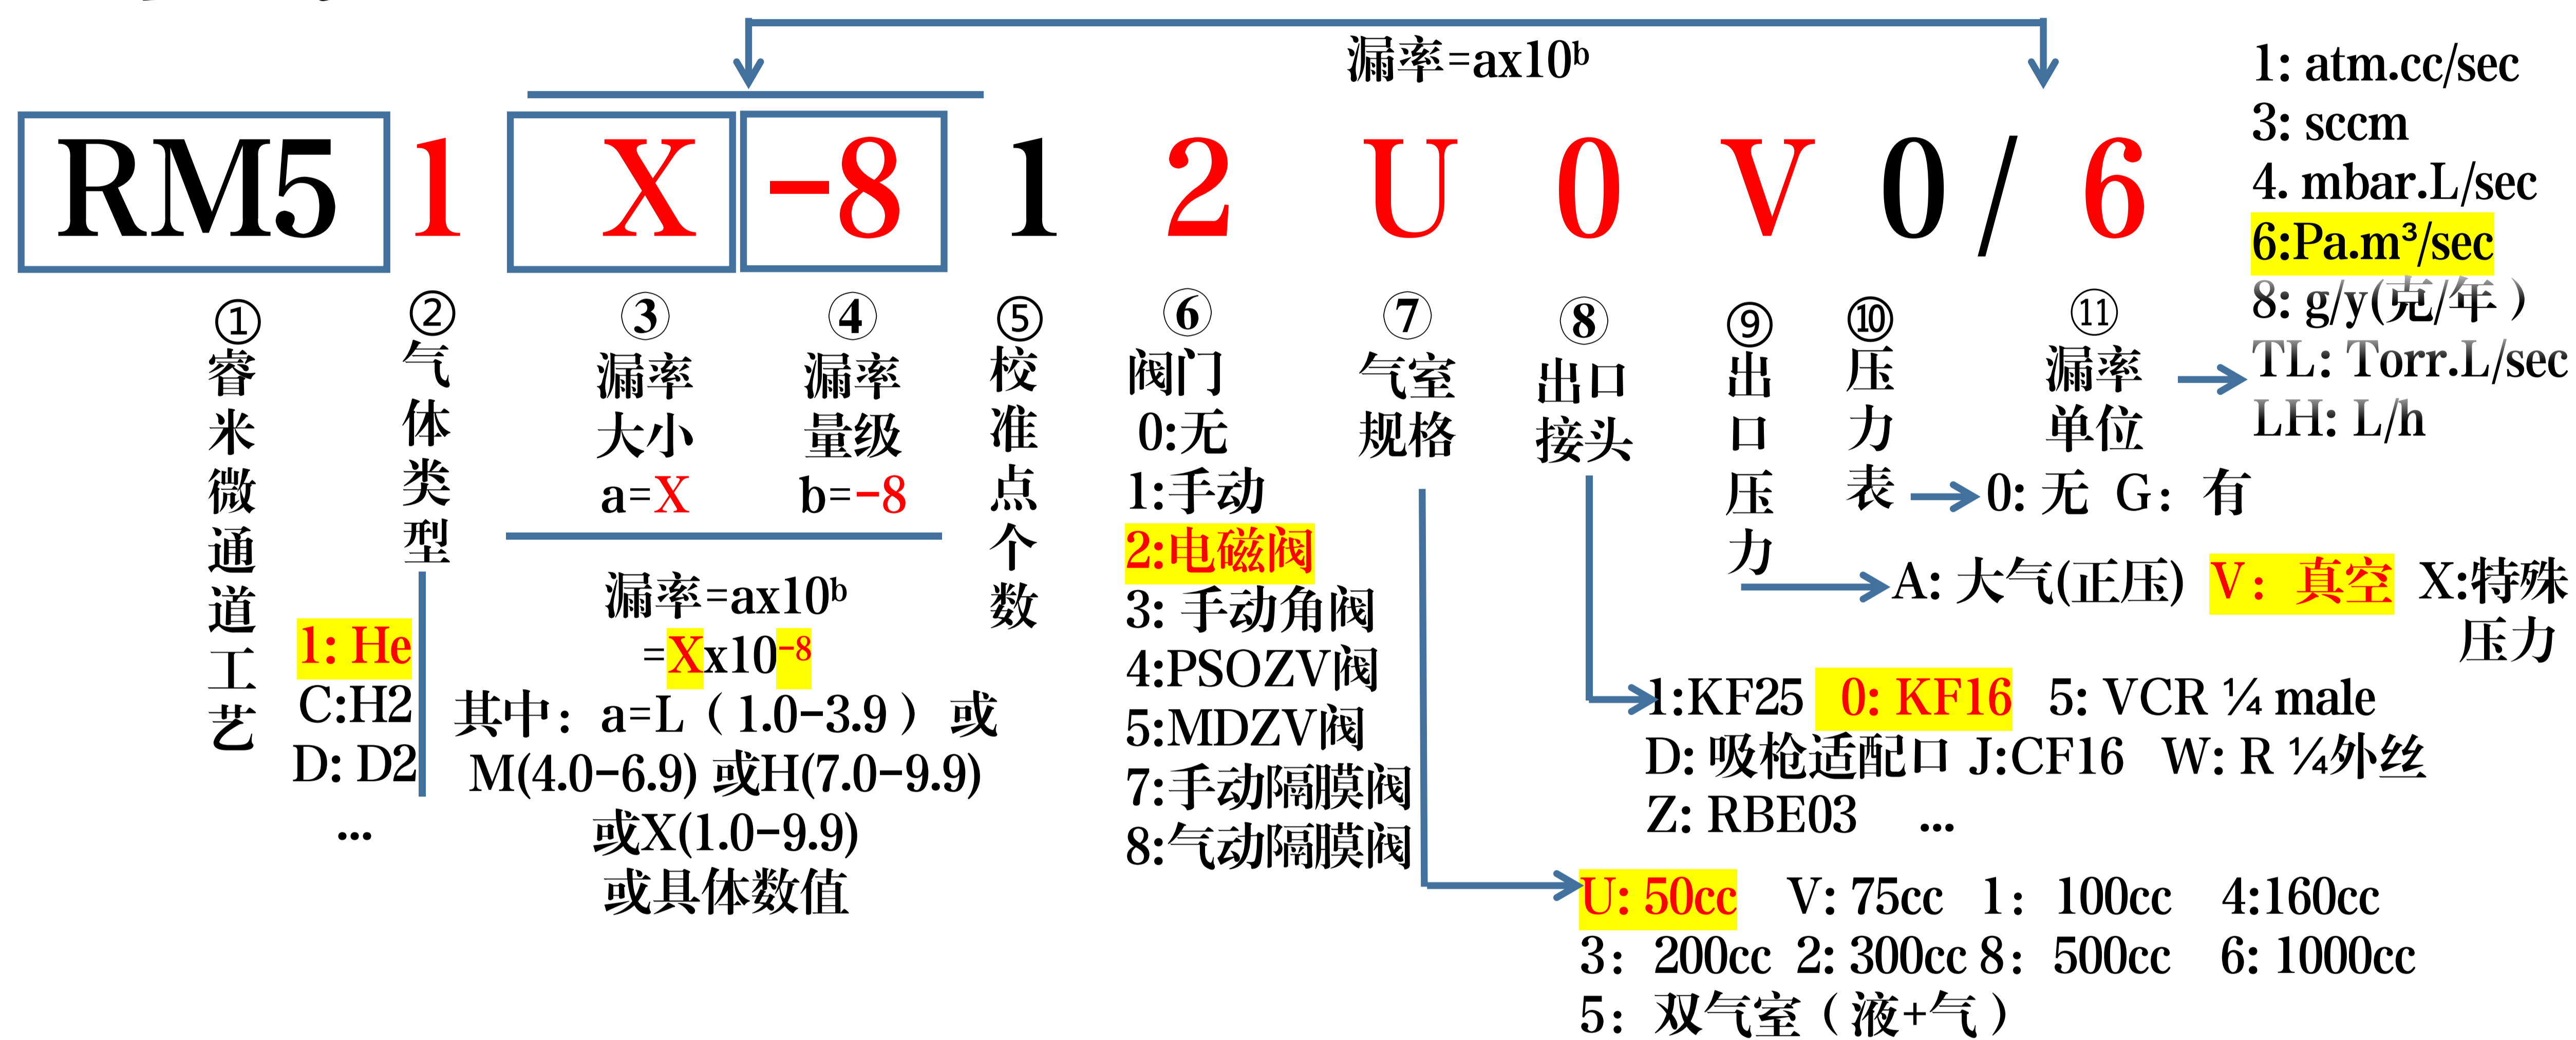 漏率=ax10ᵇ
RM5 1 X -8 1 2 U 0 V 0 / 6
1: atm.cc/sec
3: sccm
4. mbar.L/sec
6:Pa.m³/sec
8: g/y(克/年）
TL: Torr.L/sec
LH: L/h
①
睿米微通道工艺
②
气体类型
1: He
C:H2
D: D2
...
③
漏率
大小
a=X
④
漏率
量级
b=-8
漏率=ax10ᵇ
=Xx10⁻⁸
其中：a=L（1.0-3.9）或
M(4.0-6.9) 或H(7.0-9.9)
或X(1.0-9.9)
或具体数值
⑤
校准点个数
⑥
阀门
0:无
1:手动
2:电磁阀
3: 手动角阀
4:PSOZV阀
5:MDZV阀
7:手动隔膜阀
8:气动隔膜阀
⑦
气室
规格
⑧
出口
接头
⑨
出口压力
⑩
压力表
⑪
漏率
单位
0: 无 G：有
A: 大气(正压) V：真空 X:特殊
压力
1:KF25 0: KF16 5: VCR ¼ male
D: 吸枪适配口 J:CF16 W: R ¼外丝
Z: RBE03 ...
U: 50cc V: 75cc 1：100cc 4:160cc
3：200cc 2: 300cc 8：500cc 6: 1000cc
5：双气室（液+气）